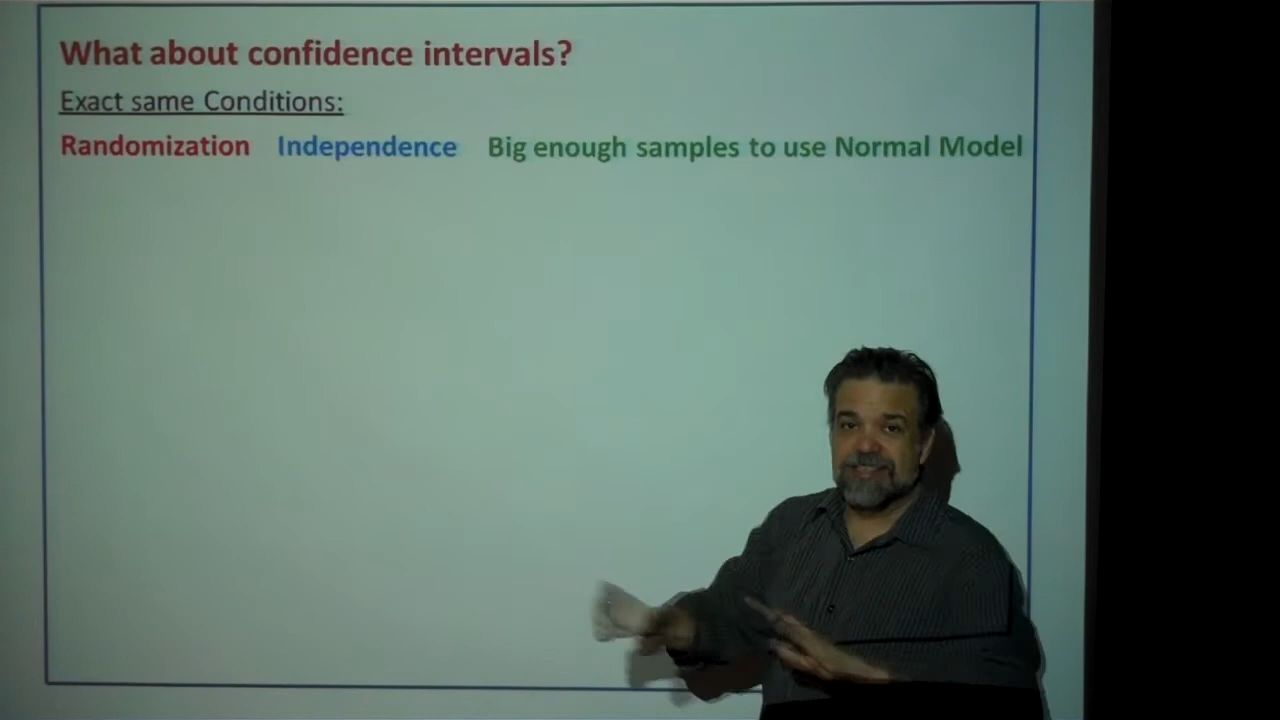 What about confidence intervals?
Exact same Conditions:
Randomization Independence Big enough samples to use Normal Model